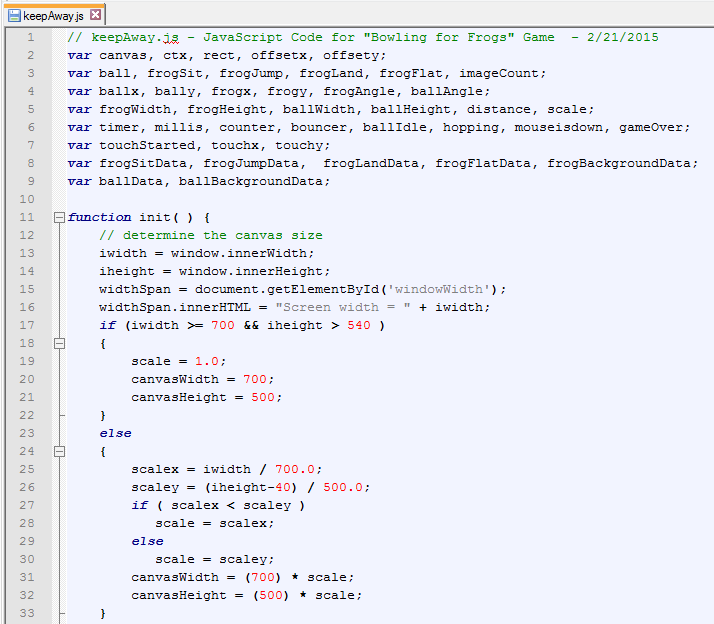 keepAway.js
1 // keepAway.js - JavaScript Code for "Bowling for Frogs" Game  - 2/21/2015
2 var canvas, ctx, rect, offsetx, offsety;
3 var ball, frogSit, frogJump, frogLand, frogFlat, imageCount;
4 var ballx, bally, frogx, frogy, frogAngle, ballAngle;
5 var frogWidth, frogHeight, ballWidth, ballHeight, distance, scale;
6 var timer, millis, counter, bouncer, ballIdle, hopping, mouseisdown, gameOver;
7 var touchStarted, touchx, touchy;
8 var frogSitData, frogJumpData,  frogLandData, frogFlatData, frogBackgroundData;
9 var ballData, ballBackgroundData;
10
11 function init( ) {
12     // determine the canvas size
13     iwidth = window.innerWidth;
14     iheight = window.innerHeight;
15     widthSpan = document.getElementById('windowWidth');
16     widthSpan.innerHTML = "Screen width = " + iwidth;
17     if (iwidth >= 700 && iheight > 540 )
18     {
19         scale = 1.0;
20         canvasWidth = 700;
21         canvasHeight = 500;
22     }
23     else
24     {
25         scalex = iwidth / 700.0;
26         scaley = (iheight-40) / 500.0;
27         if ( scalex < scaley )
28            scale = scalex;
29         else
30            scale = scaley;
31         canvasWidth = (700) * scale;
32         canvasHeight = (500) * scale;
33     }